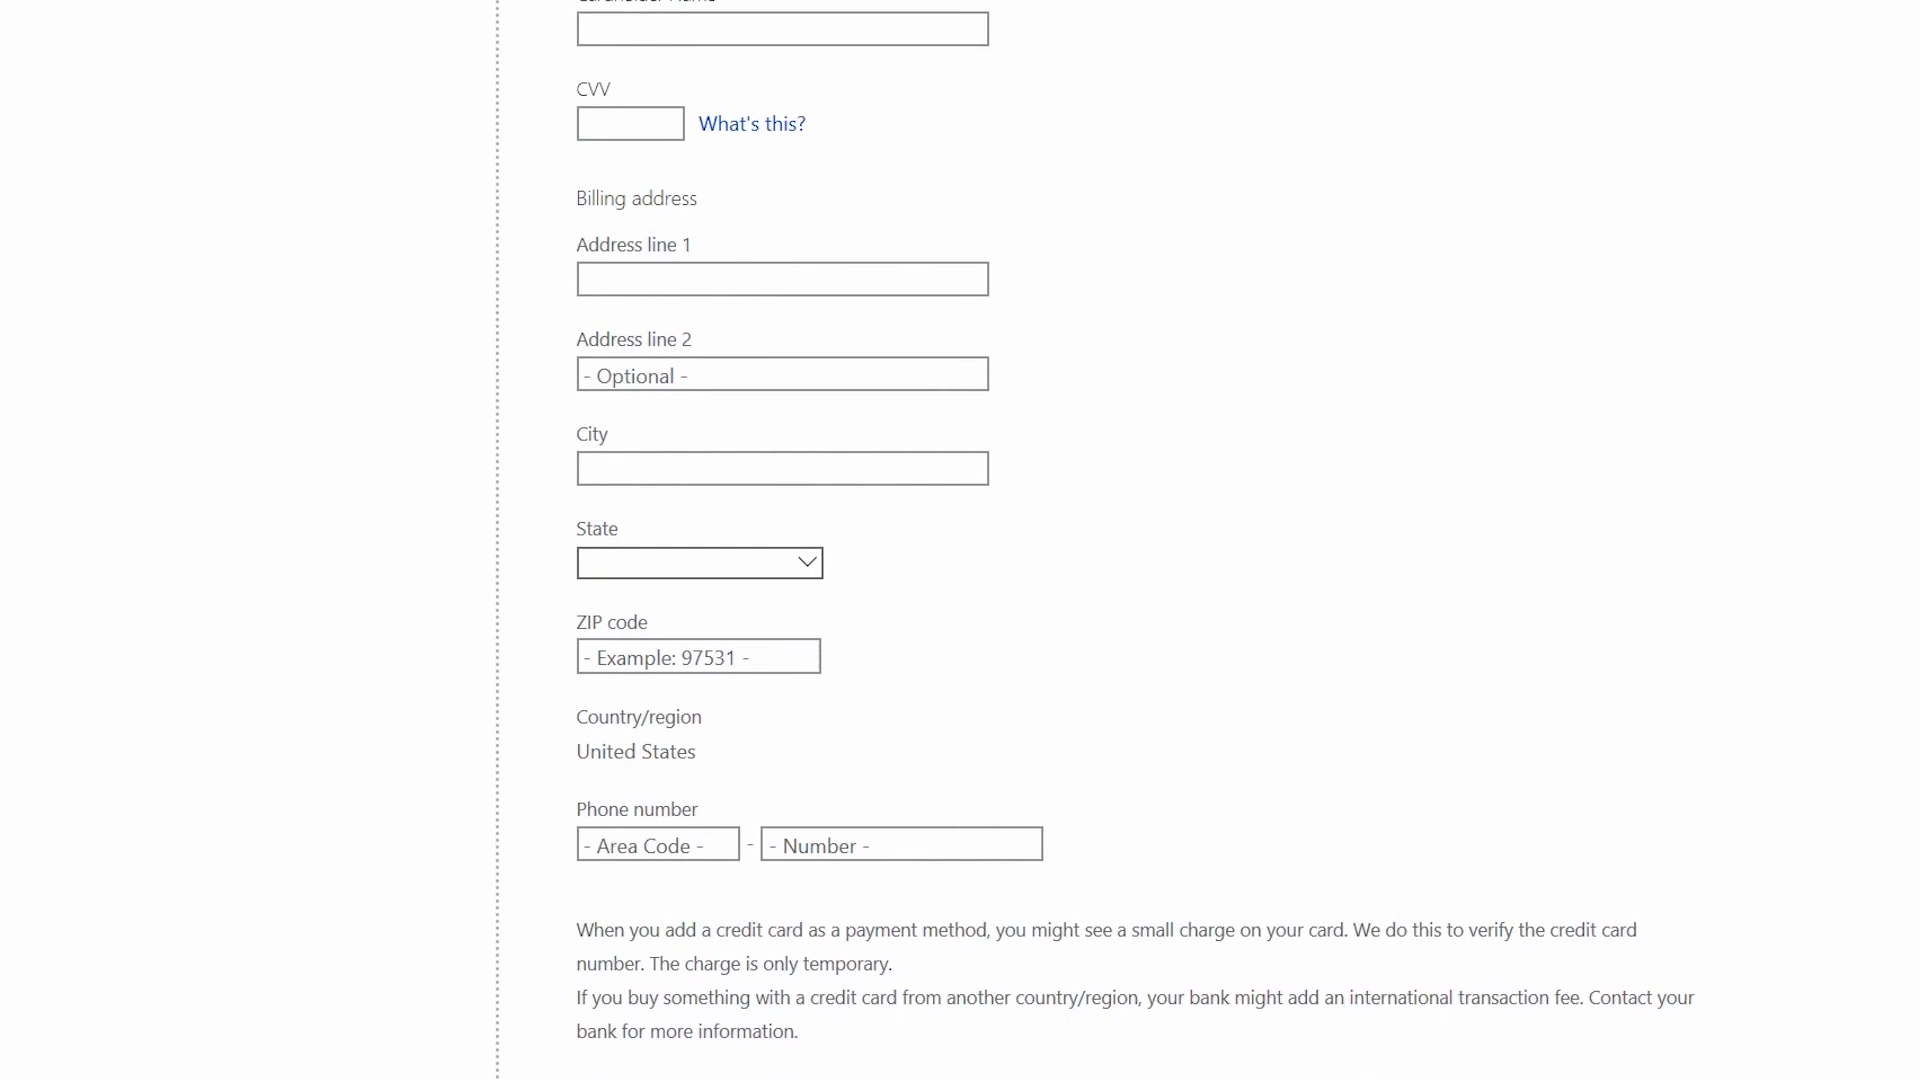 CVV
What's this?
Billing address
Address line 1
Address line 2
- Optional -
City
State
ZIP code
- Example: 97531 -
Country/region
United States
Phone number
- Area Code - - - Number -
When you add a credit card as a payment method, you might see a small charge on your card. We do this to verify the credit card
number. The charge is only temporary.
If you buy something with a credit card from another country/region, your bank might add an international transaction fee. Contact your
bank for more information.